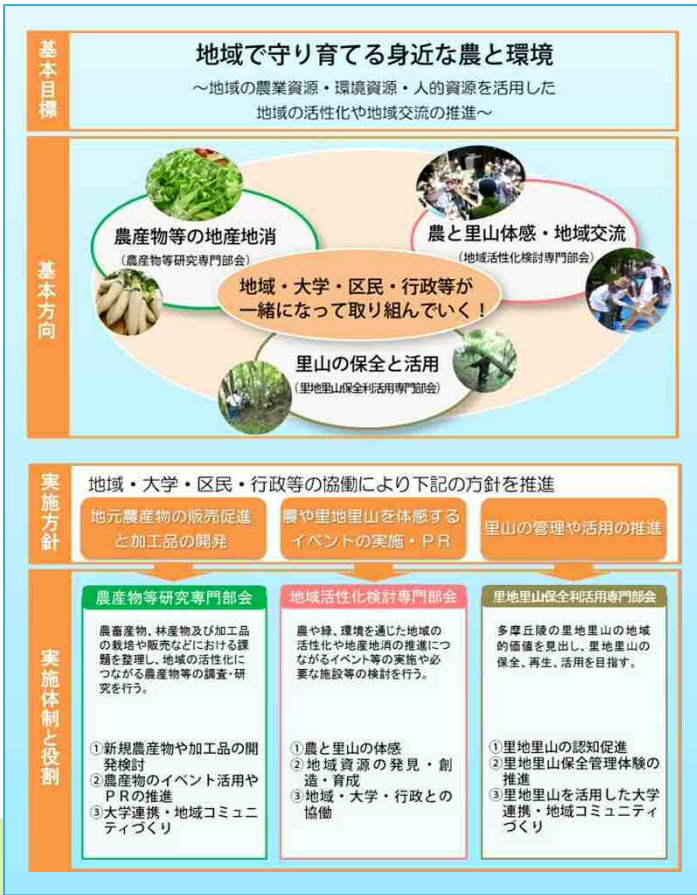 基本目標
地域で守り育てる身近な農と環境
～地域の農業資源・環境資源・人的資源を活用した
地域の活性化や地域交流の推進～
基本方向
農産物等の地産地消
（農産物等研究専門部会）
農と里山体感・地域交流
（地域活性化検討専門部会）
地域・大学・区民・行政等が
一緒になって取り組んでいく！
里山の保全と活用
（里地里山保全利活用専門部会）
実施方針
地域・大学・区民・行政等の協働により下記の方針を推進
地元農産物の販売促進
と加工品の開発
農や里地里山を体感する
イベントの実施・ＰＲ
里山の管理や活用の推進
実施体制と役割
農産物等研究専門部会
農畜産物、林産物及び加工品
の栽培や販売などにおける課
題を整理し、地域の活性化に
つながる農産物等の調査・研
究を行う。
①新規農産物や加工品の開
発検討
②農産物のイベント活用や
ＰＲの推進
③大学連携・地域コミュニ
ティづくり
地域活性化検討専門部会
農や緑、環境を通じた地域の
活性化や地産地消の推進につ
ながるイベント等の実施や必
要な施設等の検討を行う。
①農と里山の体感
②地域資源の発見・創
造・育成
③地域・大学・行政との
協働
里地里山保全利活用専門部会
多摩丘陵の里地里山の地域
的価値を見出し、里地里山の
保全、再生、活用を目指す。
①里地里山の認知促進
②里地里山保全管理体験の
推進
③里地里山を活用した大学
連携・地域コミュニティ
づくり